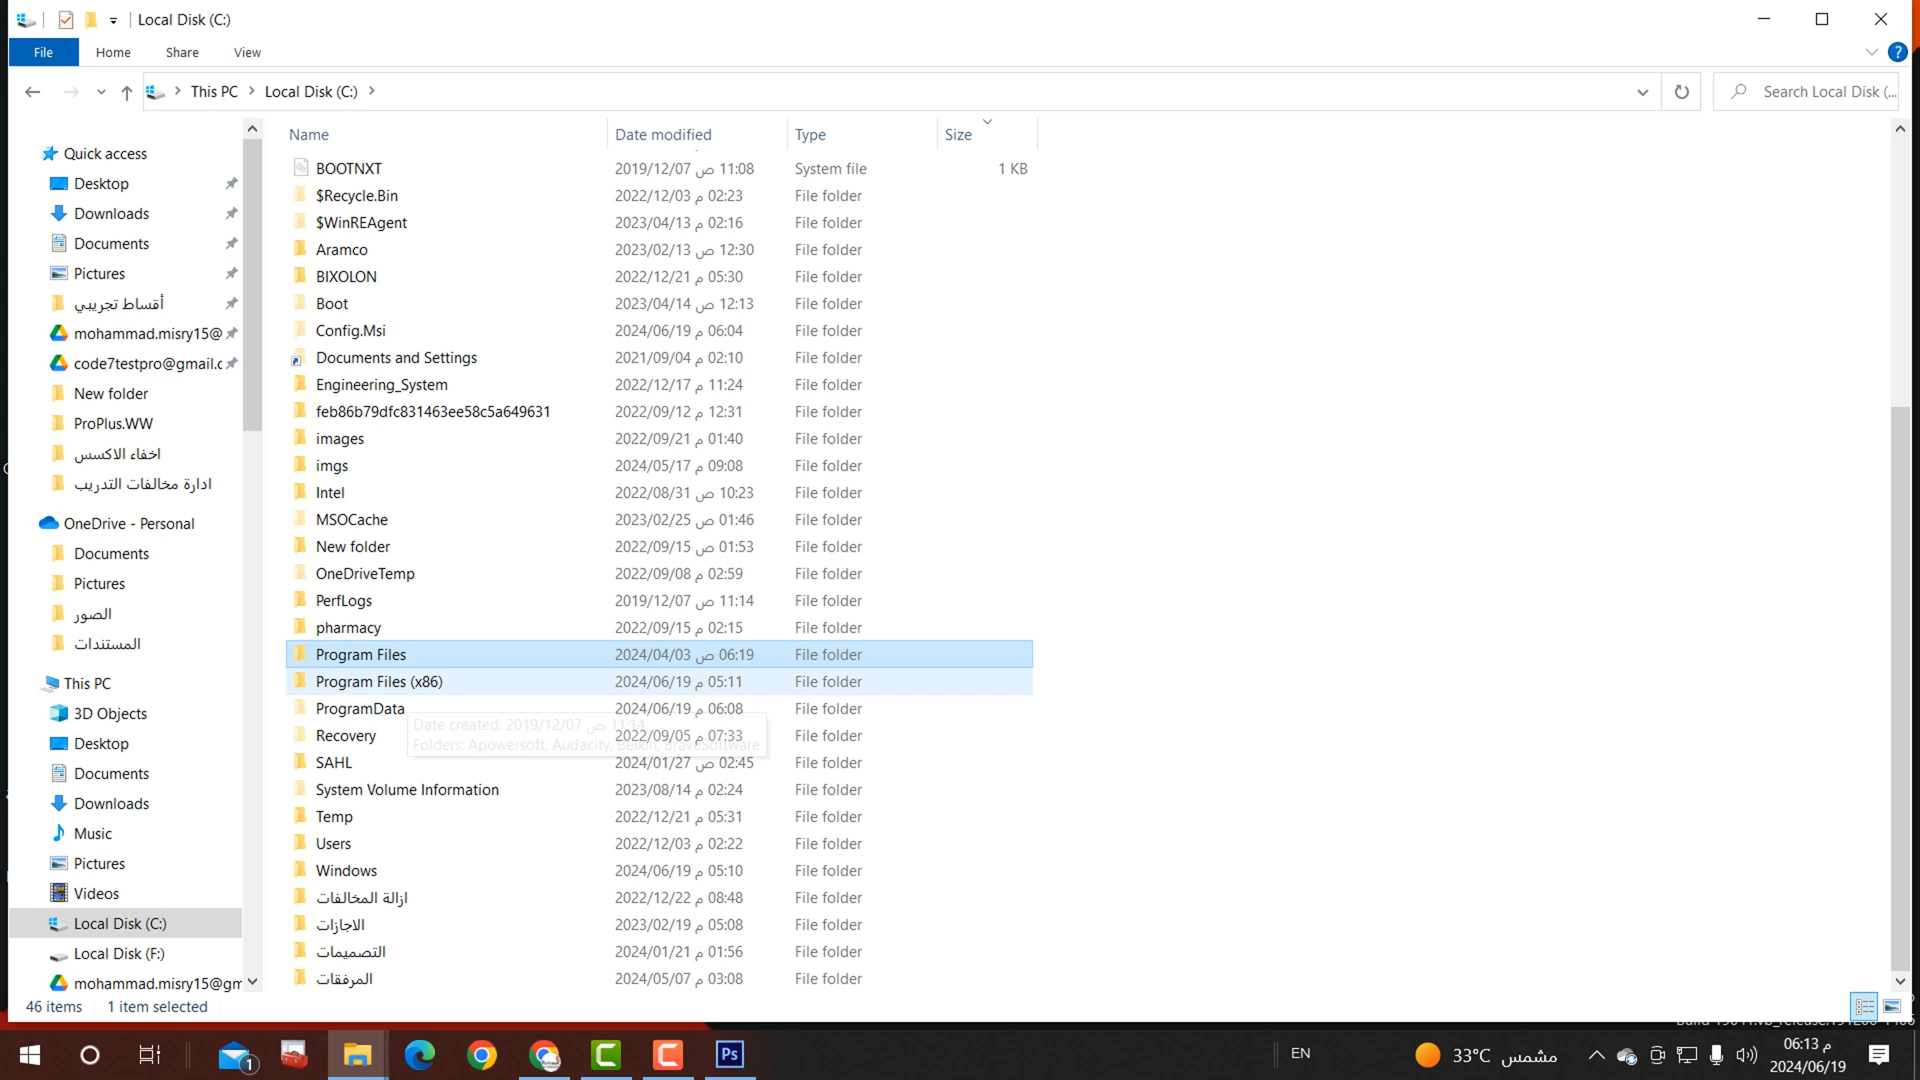 Local Disk (C:)
File Home Share View
This PC Local Disk (C:)
Search Local Disk (...
Name Date modified Type Size
Quick access
Desktop
Downloads
Documents
Pictures
أقساط تجريبي
mohammad.misry15@
code7testpro@gmail.c
New folder
ProPlus.WW
اخفاء الاكسس
ادارة مخالفات التدريب
OneDrive - Personal
Documents
Pictures
الصور
المستندات
This PC
3D Objects
Desktop
Documents
Downloads
Music
Pictures
Videos
Local Disk (C:)
Local Disk (F:)
mohammad.misry15@gm
BOOTNXT 2019/12/07 ص 11:08 System file 1 KB
$Recycle.Bin 2022/12/03 م 02:23 File folder
$WinREAgent 2023/04/13 م 02:16 File folder
Aramco 2023/02/13 ص 12:30 File folder
BIXOLON 2022/12/21 م 05:30 File folder
Boot 2023/04/14 ص 12:13 File folder
Config.Msi 2024/06/19 م 06:04 File folder
Documents and Settings 2021/09/04 م 02:10 File folder
Engineering_System 2022/12/17 م 11:24 File folder
feb86b79dfc831463ee58c5a649631 2022/09/12 م 12:31 File folder
images 2022/09/21 م 01:40 File folder
imgs 2024/05/17 م 09:08 File folder
Intel 2022/08/31 ص 10:23 File folder
MSOCache 2023/02/25 ص 01:46 File folder
New folder 2022/09/15 ص 01:53 File folder
OneDriveTemp 2022/09/08 م 02:59 File folder
PerfLogs 2019/12/07 ص 11:14 File folder
pharmacy 2022/09/15 م 02:15 File folder
Program Files 2024/04/03 ص 06:19 File folder
Program Files (x86) 2024/06/19 م 05:11 File folder
ProgramData 2024/06/19 م 06:08 File folder
Date created: 2019/12/07 ص 11:14
Recovery 2022/09/05 م 07:33 File folder
Folders: Apowersoft, Audacity, Belkin, BraveSoftware
SAHL 2024/01/27 ص 02:45 File folder
System Volume Information 2023/08/14 م 02:24 File folder
Temp 2022/12/21 م 05:31 File folder
Users 2022/12/03 م 02:22 File folder
Windows 2024/06/19 م 05:10 File folder
ازالة المخالفات 2022/12/22 م 08:48 File folder
الاجازات 2023/02/19 م 05:08 File folder
التصميمات 2024/01/21 م 01:56 File folder
المرفقات 2024/05/07 م 03:08 File folder
46 items 1 item selected
1
Ps
EN
33°C مشمس
م 06:13
2024/06/19